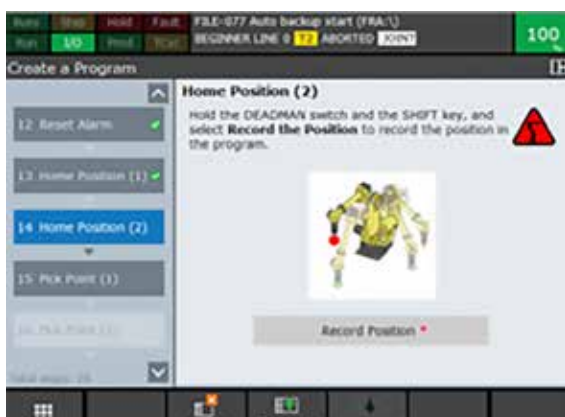 Busy Step Hold Fault FILE-077 Auto backup start (FRA:\)
Run I/O Prod TCyc BEGINNER LINE 0 T2 ABORTED JOINT
100
%
Create a Program
12 Reset Alarm
13 Home Position (1)
14 Home Position (2)
15 Pick Point (1)
Home Position (2)
Hold the DEADMAN switch and the SHIFT key, and
select Record the Position to record the position in
the program.
Record Position *